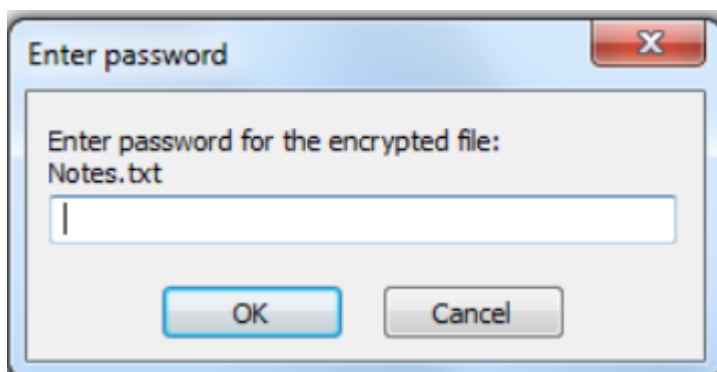 Enter password
Enter password for the encrypted file:
Notes.txt
OK
Cancel